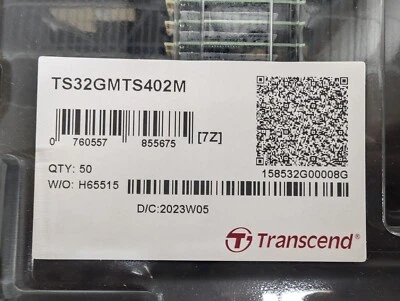 TS32GMTS402M
0 760557 855675 [7Z]
158532G00008G
QTY: 50
W/O: H65515
D/C:2023W05
Transcend